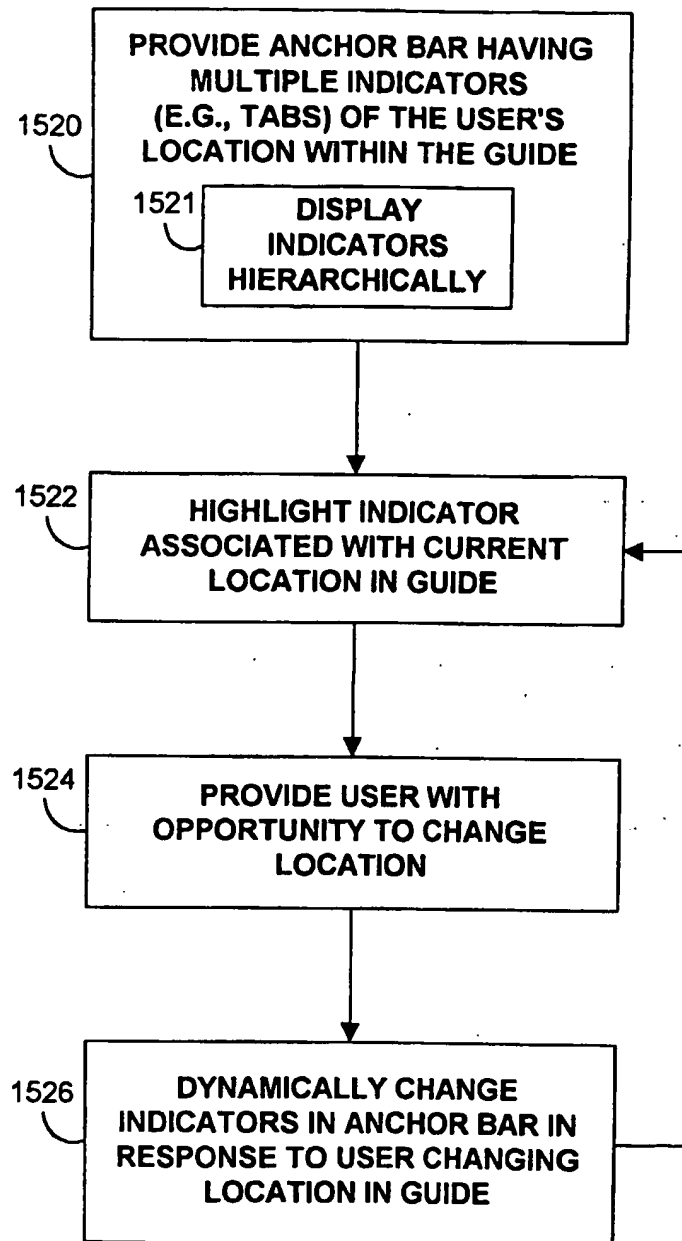 PROVIDE ANCHOR BAR HAVING
MULTIPLE INDICATORS
(E.G., TABS) OF THE USER'S
LOCATION WITHIN THE GUIDE
1520
1521
DISPLAY
INDICATORS
HIERARCHICALLY
1522
HIGHLIGHT INDICATOR
ASSOCIATED WITH CURRENT
LOCATION IN GUIDE
1524
PROVIDE USER WITH
OPPORTUNITY TO CHANGE
LOCATION
1526
DYNAMICALLY CHANGE
INDICATORS IN ANCHOR BAR IN
RESPONSE TO USER CHANGING
LOCATION IN GUIDE